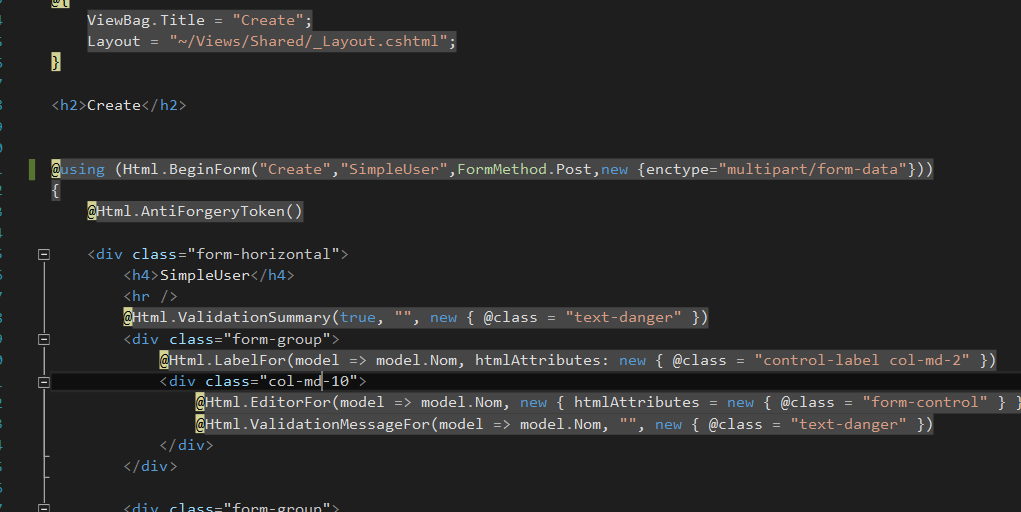 @{
ViewBag.Title = "Create";
Layout = "~/Views/Shared/_Layout.cshtml";
}
<h2>Create</h2>
@using (Html.BeginForm("Create","SimpleUser",FormMethod.Post,new {enctype="multipart/form-data"}))
{
@Html.AntiForgeryToken()
<div class="form-horizontal">
<h4>SimpleUser</h4>
<hr />
@Html.ValidationSummary(true, "", new { @class = "text-danger" })
<div class="form-group">
@Html.LabelFor(model => model.Nom, htmlAttributes: new { @class = "control-label col-md-2" })
<div class="col-md-10">
@Html.EditorFor(model => model.Nom, new { htmlAttributes = new { @class = "form-control" } }
@Html.ValidationMessageFor(model => model.Nom, "", new { @class = "text-danger" })
</div>
</div>
<div class="form-group">